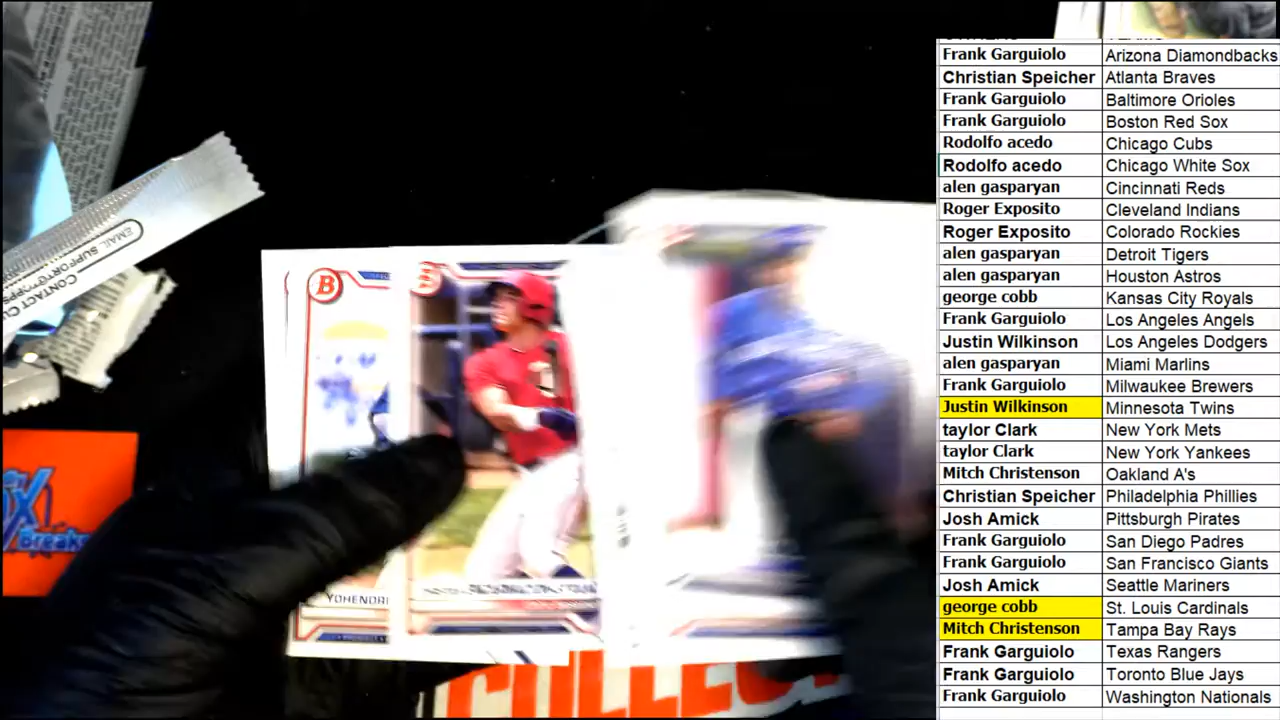 Frank Garguiolo Arizona Diamondbacks
Christian Speicher Atlanta Braves
Frank Garguiolo Baltimore Orioles
Frank Garguiolo Boston Red Sox
Rodolfo acedo Chicago Cubs
Rodolfo acedo Chicago White Sox
alen gasparyan Cincinnati Reds
Roger Exposito Cleveland Indians
Roger Exposito Colorado Rockies
alen gasparyan Detroit Tigers
alen gasparyan Houston Astros
george cobb Kansas City Royals
Frank Garguiolo Los Angeles Angels
Justin Wilkinson Los Angeles Dodgers
alen gasparyan Miami Marlins
Frank Garguiolo Milwaukee Brewers
Justin Wilkinson Minnesota Twins
taylor Clark New York Mets
taylor Clark New York Yankees
Mitch Christenson Oakland A's
Christian Speicher Philadelphia Phillies
Josh Amick Pittsburgh Pirates
Frank Garguiolo San Diego Padres
Frank Garguiolo San Francisco Giants
Josh Amick Seattle Mariners
george cobb St. Louis Cardinals
Mitch Christenson Tampa Bay Rays
Frank Garguiolo Texas Rangers
Frank Garguiolo Toronto Blue Jays
Frank Garguiolo Washington Nationals
EMAIL
B
B
YOHENDRI
Breaks
COLLECT